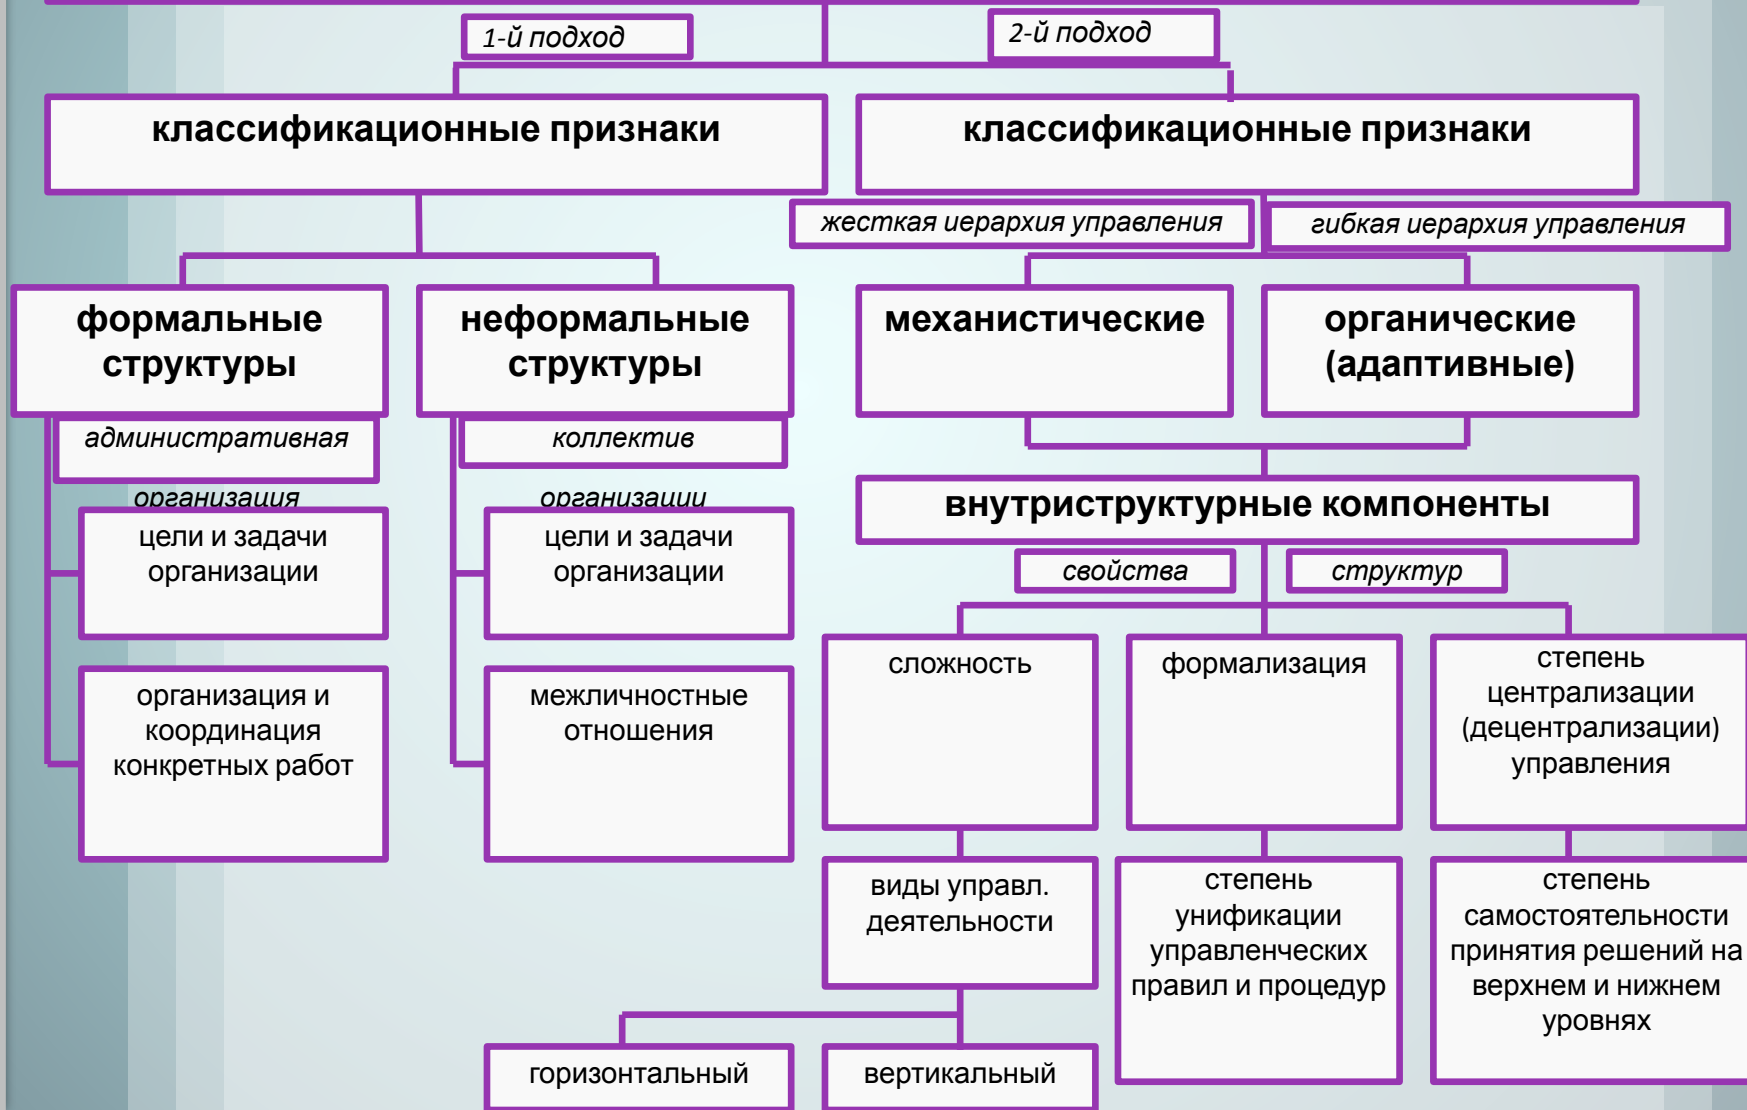 1-й подход
2-й подход
классификационные признаки
классификационные признаки
жесткая иерархия управления
гибкая иерархия управления
формальные
структуры
неформальные
структуры
механистические
органические
(адаптивные)
административная
организация
коллектив
организации
внутриструктурные компоненты
цели и задачи
организации
цели и задачи
организации
свойства
структур
организация и
координация
конкретных работ
межличностные
отношения
сложность
формализация
степень
централизации
(децентрализации)
управления
виды управл.
деятельности
степень
унификации
управленческих
правил и процедур
степень
самостоятельности
принятия решений на
верхнем и нижнем
уровнях
горизонтальный
вертикальный